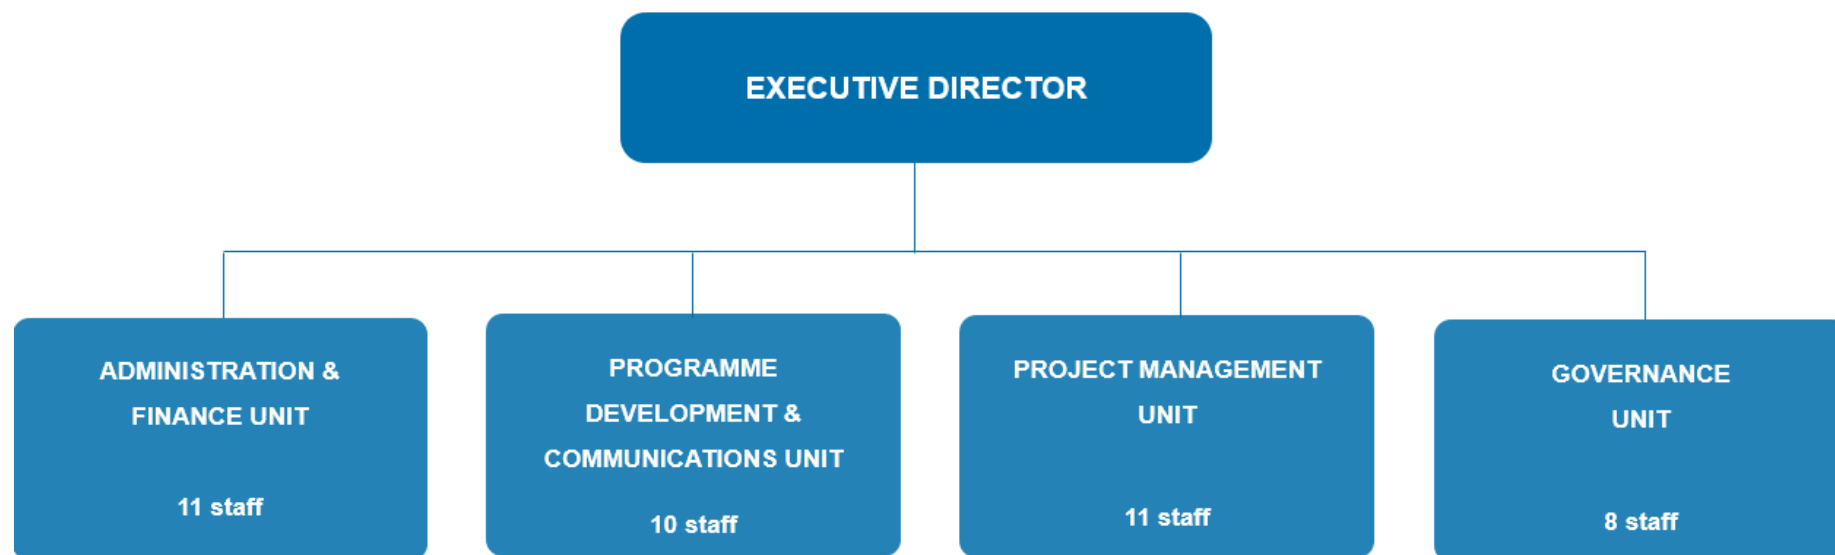 EXECUTIVE DIRECTOR
ADMINISTRATION &
FINANCE UNIT
11 staff
PROGRAMME
DEVELOPMENT &
COMMUNICATIONS UNIT
10 staff
PROJECT MANAGEMENT
UNIT
11 staff
GOVERNANCE
UNIT
8 staff